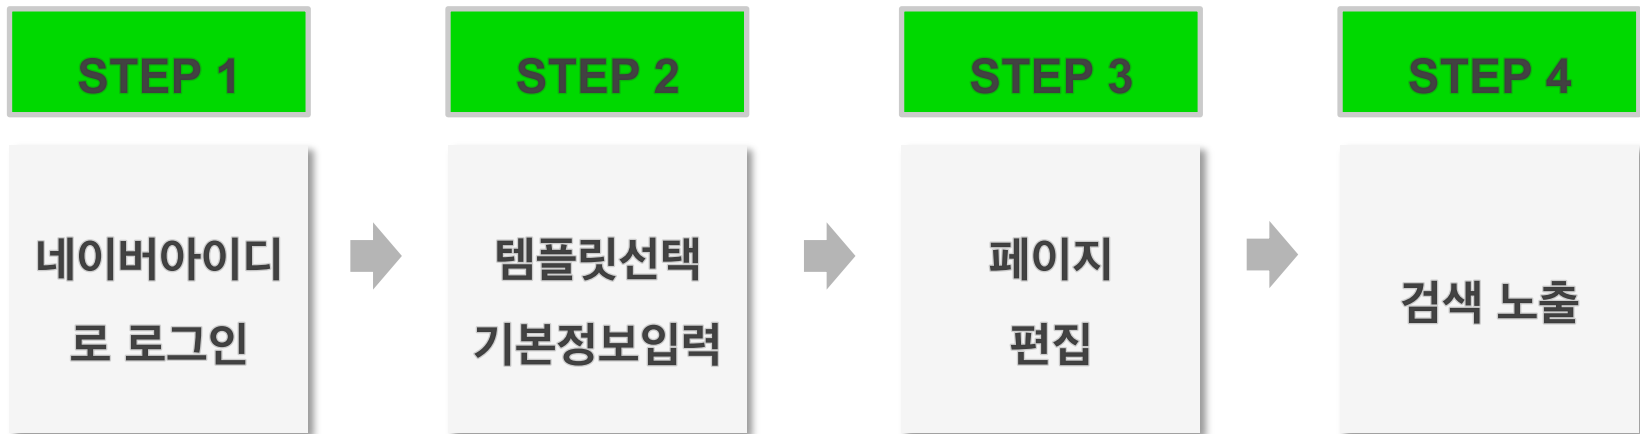 STEP 1
STEP 2
STEP 3
STEP 4
네이버아이디
로 로그인
템플릿선택
기본정보입력
페이지
편집
검색 노출